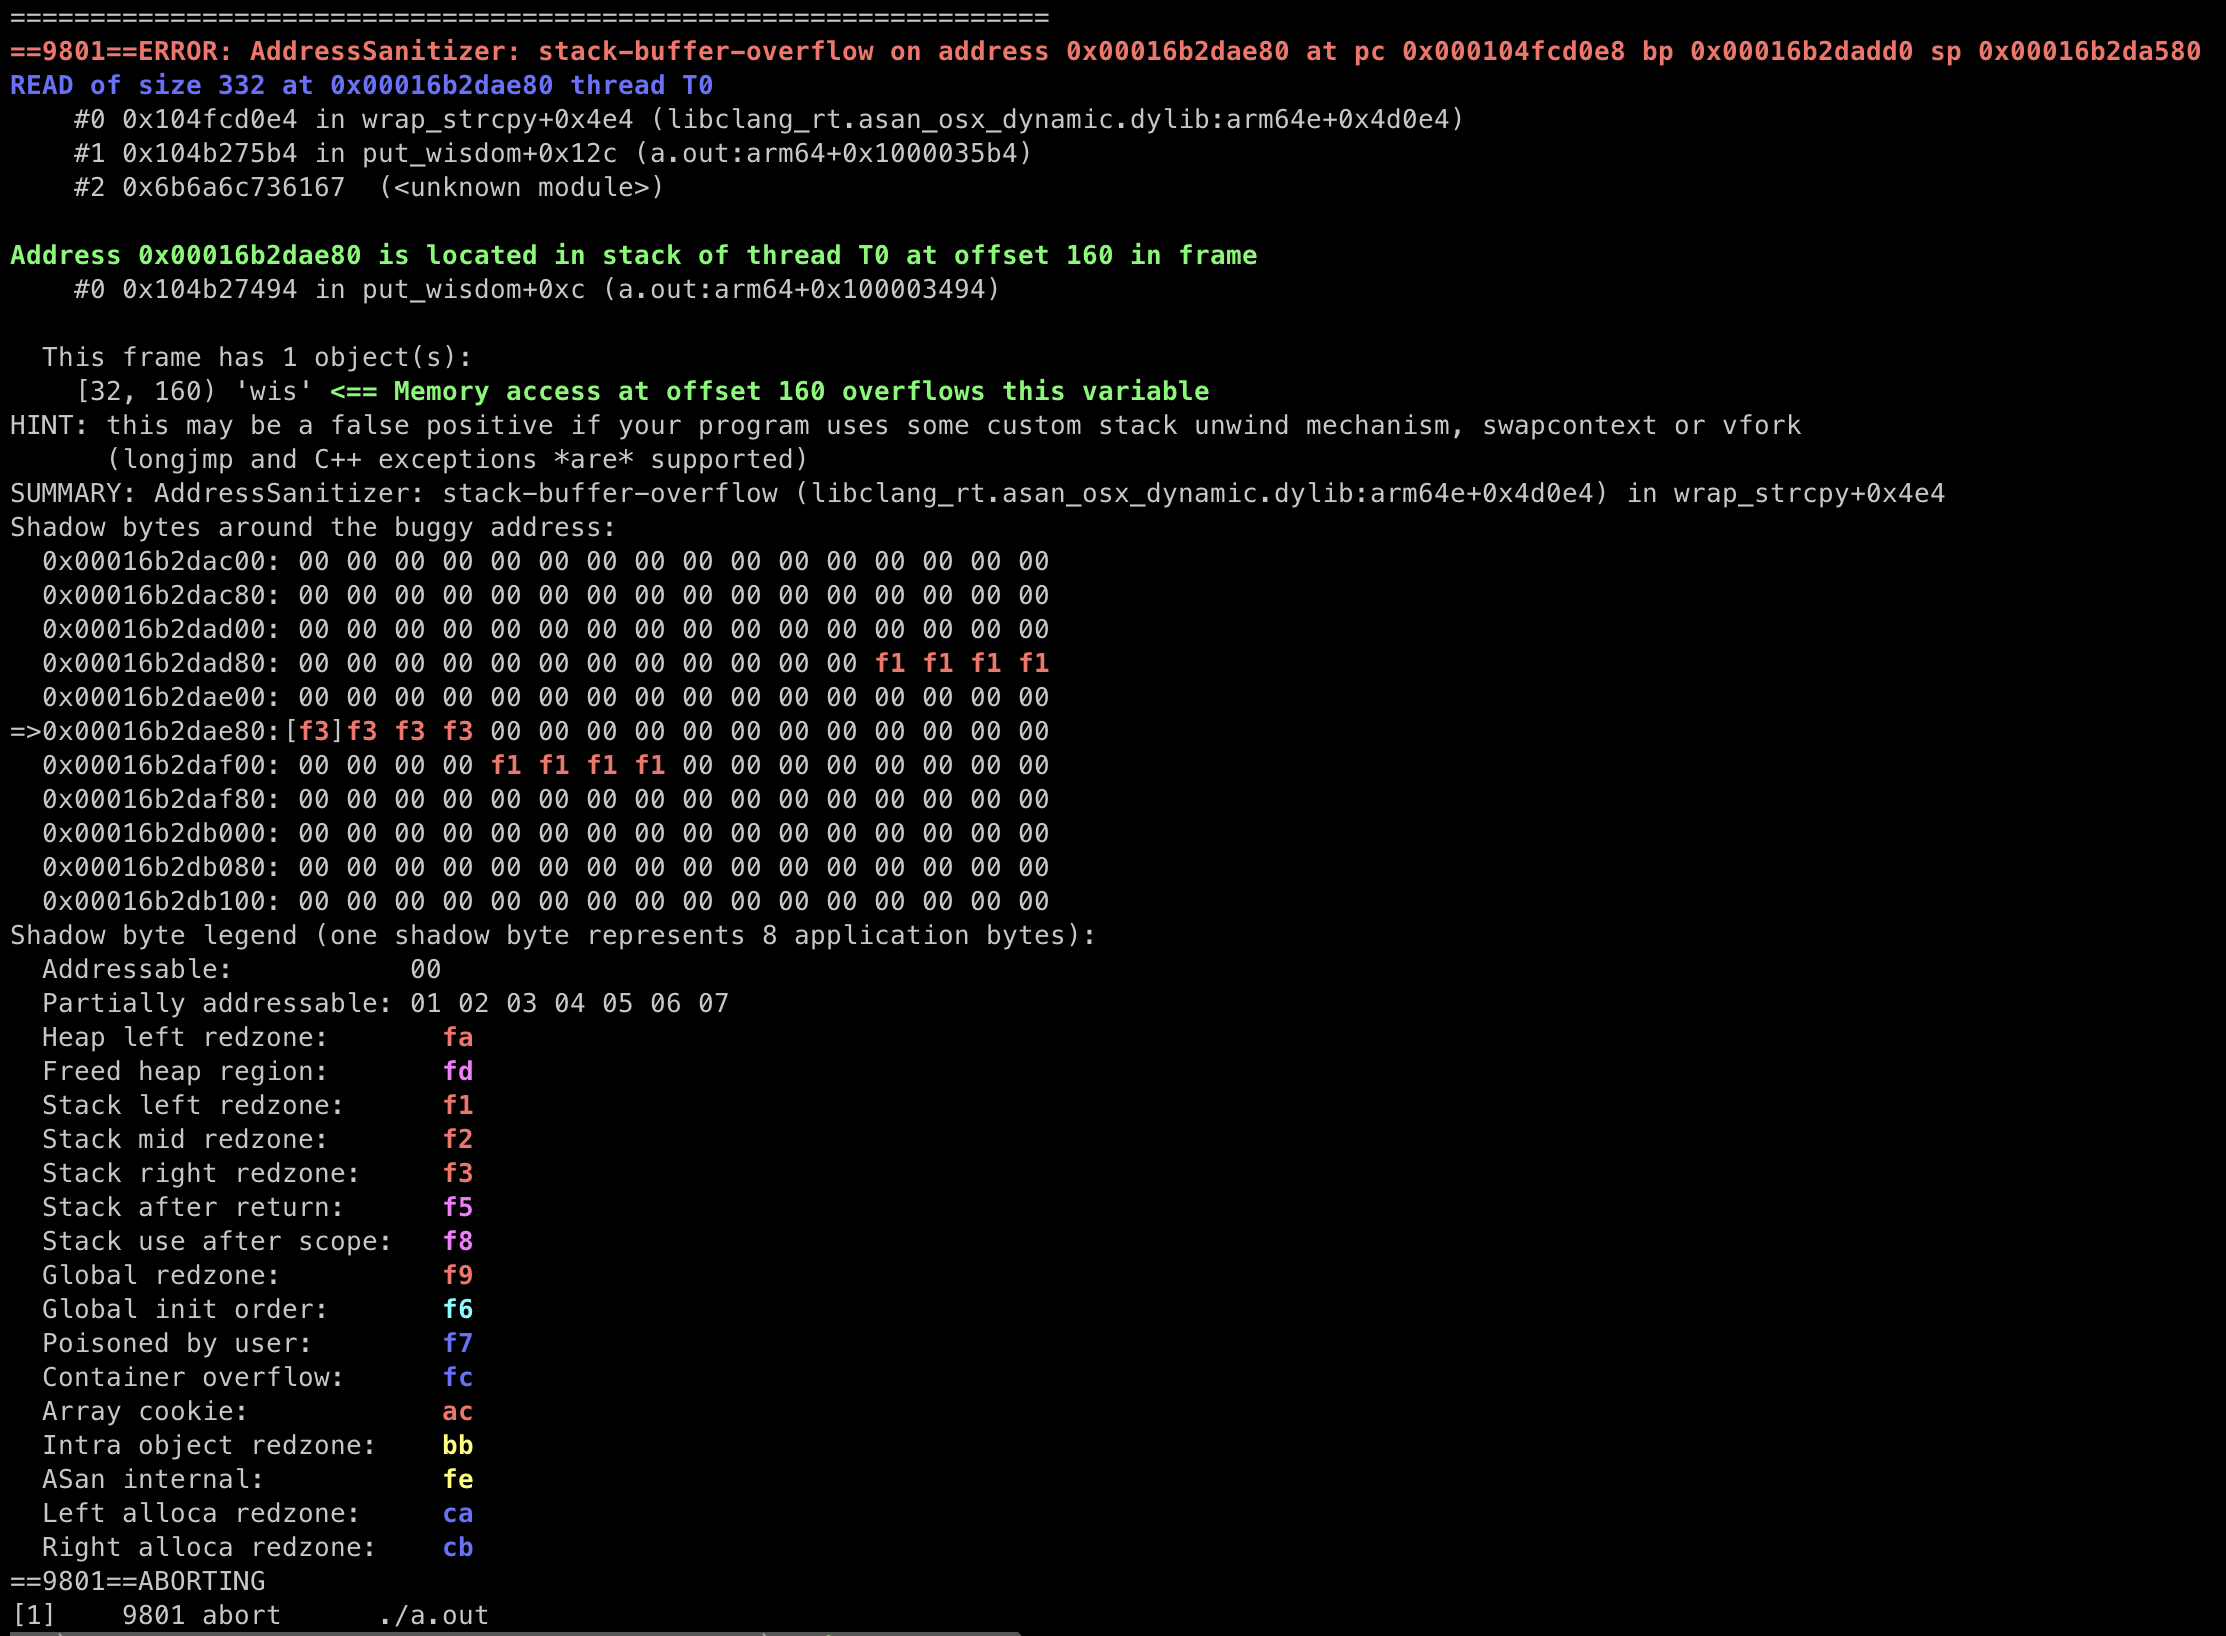 =================================================================
==9801==ERROR: AddressSanitizer: stack-buffer-overflow on address 0x00016b2dae80 at pc 0x000104fcd0e8 bp 0x00016b2dadd0 sp 0x00016b2da580
READ of size 332 at 0x00016b2dae80 thread T0
    #0 0x104fcd0e4 in wrap_strcpy+0x4e4 (libclang_rt.asan_osx_dynamic.dylib:arm64e+0x4d0e4)
    #1 0x104b275b4 in put_wisdom+0x12c (a.out:arm64+0x1000035b4)
    #2 0x6b6a6c736167  (<unknown module>)

Address 0x00016b2dae80 is located in stack of thread T0 at offset 160 in frame
    #0 0x104b27494 in put_wisdom+0xc (a.out:arm64+0x100003494)

  This frame has 1 object(s):
    [32, 160) 'wis' <== Memory access at offset 160 overflows this variable
HINT: this may be a false positive if your program uses some custom stack unwind mechanism, swapcontext or vfork
      (longjmp and C++ exceptions *are* supported)
SUMMARY: AddressSanitizer: stack-buffer-overflow (libclang_rt.asan_osx_dynamic.dylib:arm64e+0x4d0e4) in wrap_strcpy+0x4e4
Shadow bytes around the buggy address:
  0x00016b2dac00: 00 00 00 00 00 00 00 00 00 00 00 00 00 00 00 00
  0x00016b2dac80: 00 00 00 00 00 00 00 00 00 00 00 00 00 00 00 00
  0x00016b2dad00: 00 00 00 00 00 00 00 00 00 00 00 00 00 00 00 00
  0x00016b2dad80: 00 00 00 00 00 00 00 00 00 00 00 00 f1 f1 f1 f1
  0x00016b2dae00: 00 00 00 00 00 00 00 00 00 00 00 00 00 00 00 00
=>0x00016b2dae80:[f3]f3 f3 f3 00 00 00 00 00 00 00 00 00 00 00 00
  0x00016b2daf00: 00 00 00 00 f1 f1 f1 f1 00 00 00 00 00 00 00 00
  0x00016b2daf80: 00 00 00 00 00 00 00 00 00 00 00 00 00 00 00 00
  0x00016b2db000: 00 00 00 00 00 00 00 00 00 00 00 00 00 00 00 00
  0x00016b2db080: 00 00 00 00 00 00 00 00 00 00 00 00 00 00 00 00
  0x00016b2db100: 00 00 00 00 00 00 00 00 00 00 00 00 00 00 00 00
Shadow byte legend (one shadow byte represents 8 application bytes):
  Addressable:           00
  Partially addressable: 01 02 03 04 05 06 07
  Heap left redzone:       fa
  Freed heap region:       fd
  Stack left redzone:      f1
  Stack mid redzone:       f2
  Stack right redzone:     f3
  Stack after return:      f5
  Stack use after scope:   f8
  Global redzone:          f9
  Global init order:       f6
  Poisoned by user:        f7
  Container overflow:      fc
  Array cookie:            ac
  Intra object redzone:    bb
  ASan internal:           fe
  Left alloca redzone:     ca
  Right alloca redzone:    cb
==9801==ABORTING
[1]    9801 abort      ./a.out